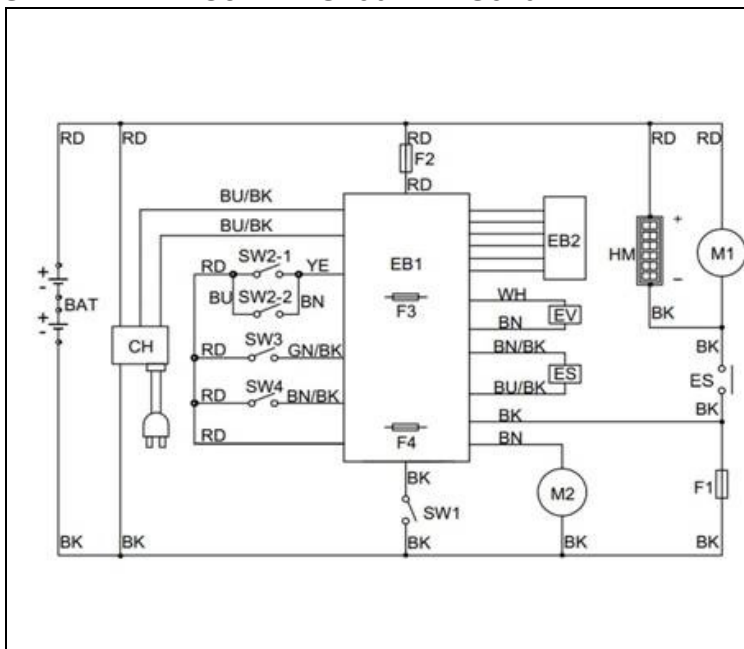 RD RD RD RD RD
F2
RD
BU/BK
BU/BK
SW2-1
RD YE
EB1
EB2
BU SW2-2 BN
+ - + - BAT
HM + -
M1
WH
EV
F3
BN
BK
CH
SW3
RD GN/BK
BN/BK
BK
ES
ES
SW4
RD BN/BK
BU/BK
BK
BK
RD
F4
BN
BK
M2
F1
SW1
BK BK BK BK BK